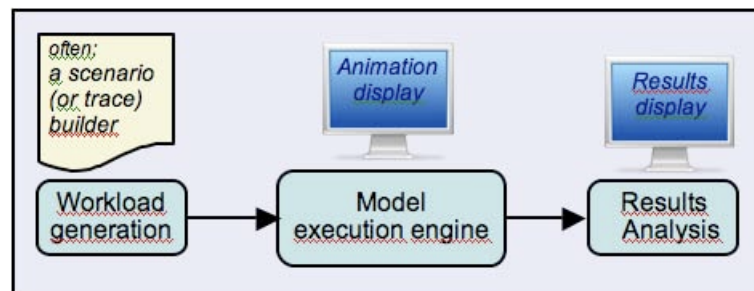 often;
a scenario
(or trace)
builder
Animation
display
Results
display
Workload
generation
Model
execution engine
Results
Analysis